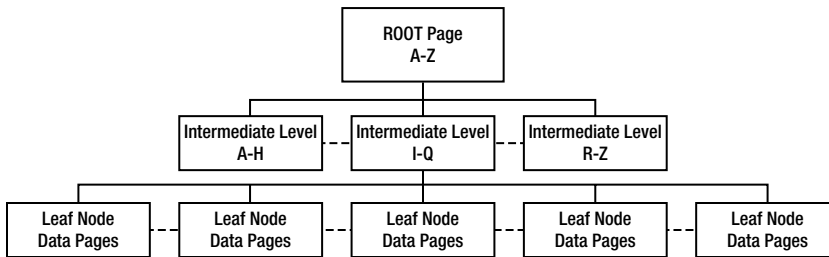 ROOT Page
A-Z
Intermediate Level
A-H
Intermediate Level
I-Q
Intermediate Level
R-Z
Leaf Node
Data Pages
Leaf Node
Data Pages
Leaf Node
Data Pages
Leaf Node
Data Pages
Leaf Node
Data Pages